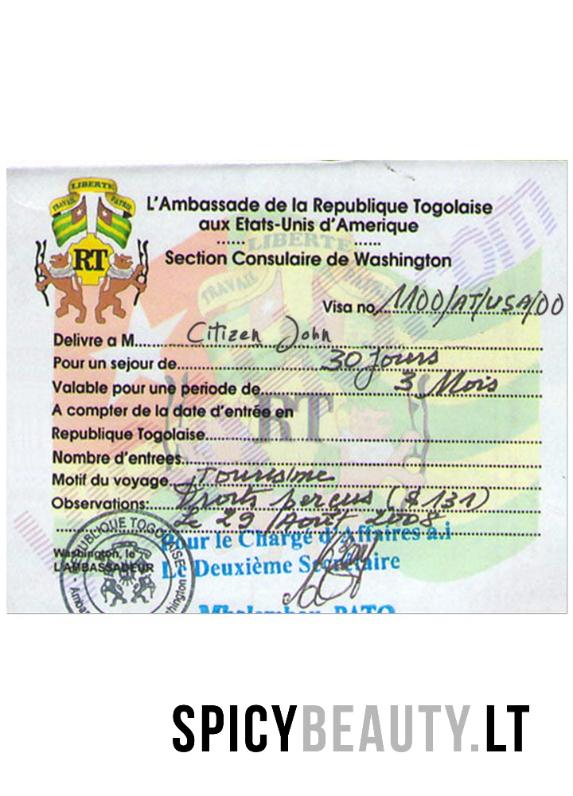 LIBERTE
TRAVAIL PATRIE
RT
L'Ambassade de la Republique Togolaise
aux Etats-Unis d'Amerique
Section Consulaire de Washington
LIBERTE
TRAVAIL
RT
.com
Visa no. 1100/AT/USA/00
Delivre a M. Citizen John
Pour un sejour de 30 Jours
Valable pour une periode de 3 Mois
A compter de la date d'entrée en
Republique Togolaise
Nombre d'entrees
Motif du voyage Tourisme
Observations: Droits perçus ($131)
Le 29 Août 2008
Washington, le
L'AMBASSADEUR
REPUBLIQUE TOGOLAISE
Washington
Pour le Chargé d'Affaires a.i
Le Deuxième Secrétaire
SPICYBEAUTY.LT